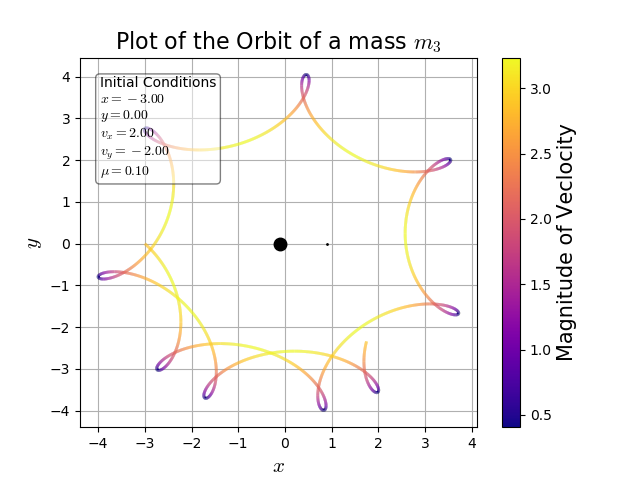 Plot of the Orbit of a mass m₃
Initial Conditions
x = −3.00
y = 0.00
vₓ = 2.00
v_y = −2.00
μ = 0.10
4
3
2
1
0
−1
−2
−3
−4
y
−4 −3 −2 −1 0 1 2 3 4
x
3.0
2.5
2.0
1.5
1.0
0.5
Magnitude of Veclocity